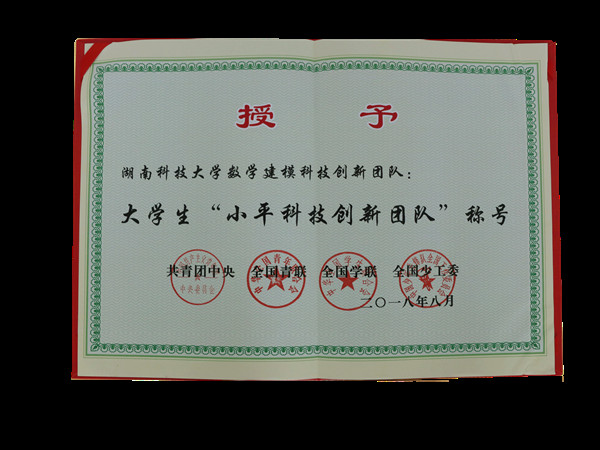 授予
湖南科技大学数学建模科技创新团队：
大学生“小平科技创新团队”称号
共青团中央 全国青联 全国学联 全国少工委
二〇一八年八月